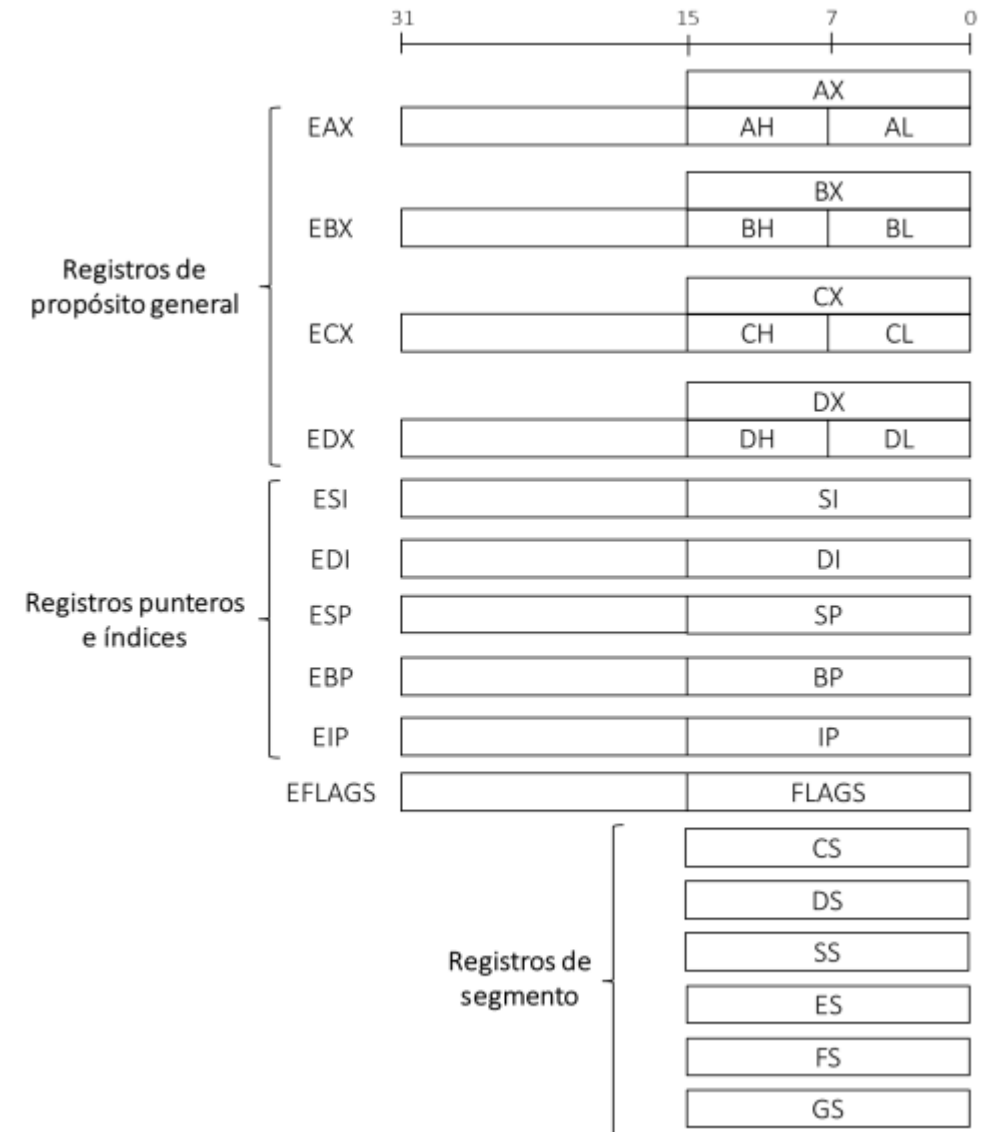 31 15 7 0
AX
EAX AH AL
BX
EBX BH BL
Registros de
propósito general
CX
ECX CH CL
DX
EDX DH DL
ESI SI
EDI DI
Registros punteros
e índices
ESP SP
EBP BP
EIP IP
EFLAGS FLAGS
CS
DS
SS
Registros de
segmento
ES
FS
GS